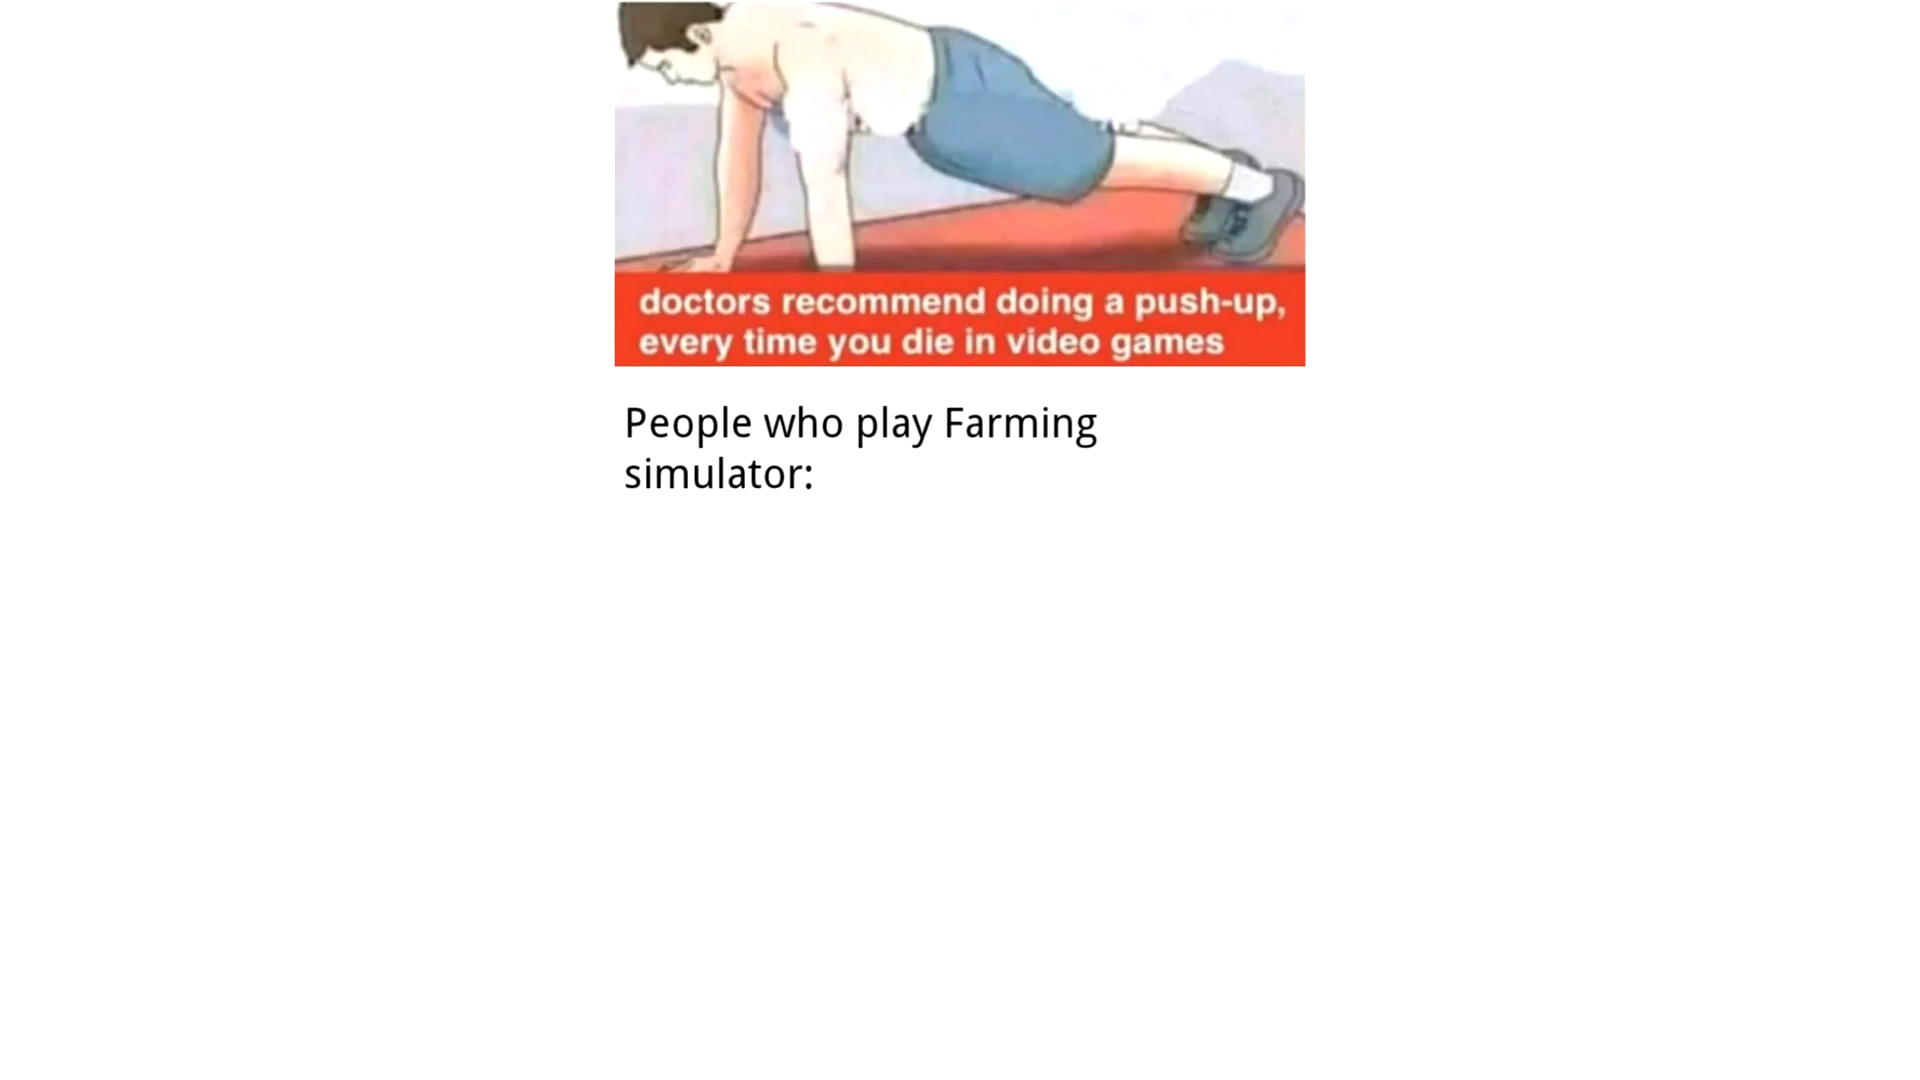 doctors recommend doing a push-up,
every time you die in video games
People who play Farming
simulator: